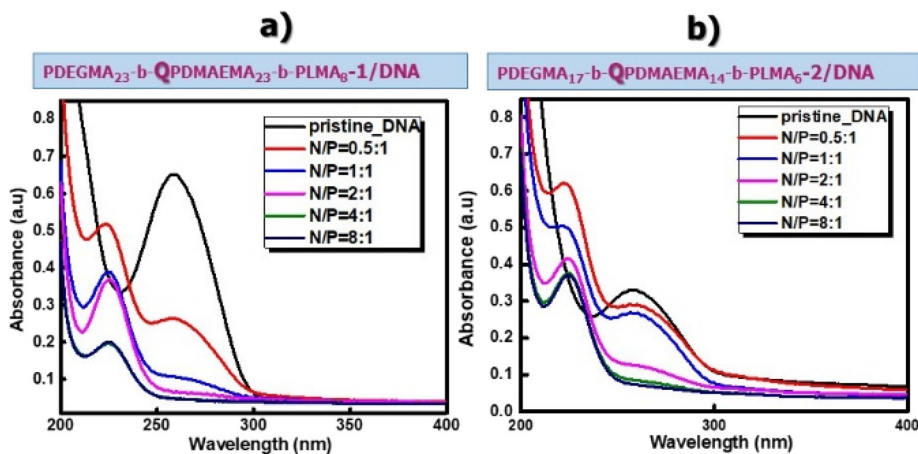 a)
PDEGMA₂₃-b-QPDMAEMA₂₃-b-PLMA₈-1/DNA
Absorbance (a.u)
0.8
0.7
0.6
0.5
0.4
0.3
0.2
0.1
pristine_DNA
N/P=0.5:1
N/P=1:1
N/P=2:1
N/P=4:1
N/P=8:1
200 250 300 350 400
Wavelength (nm)
b)
PDEGMA₁₇-b-QPDMAEMA₁₄-b-PLMA₆-2/DNA
Absorbance (a.u)
0.8
0.7
0.6
0.5
0.4
0.3
0.2
0.1
0.0
pristine_DNA
N/P=0.5:1
N/P=1:1
N/P=2:1
N/P=4:1
N/P=8:1
200 300 400
Wavelength (nm)